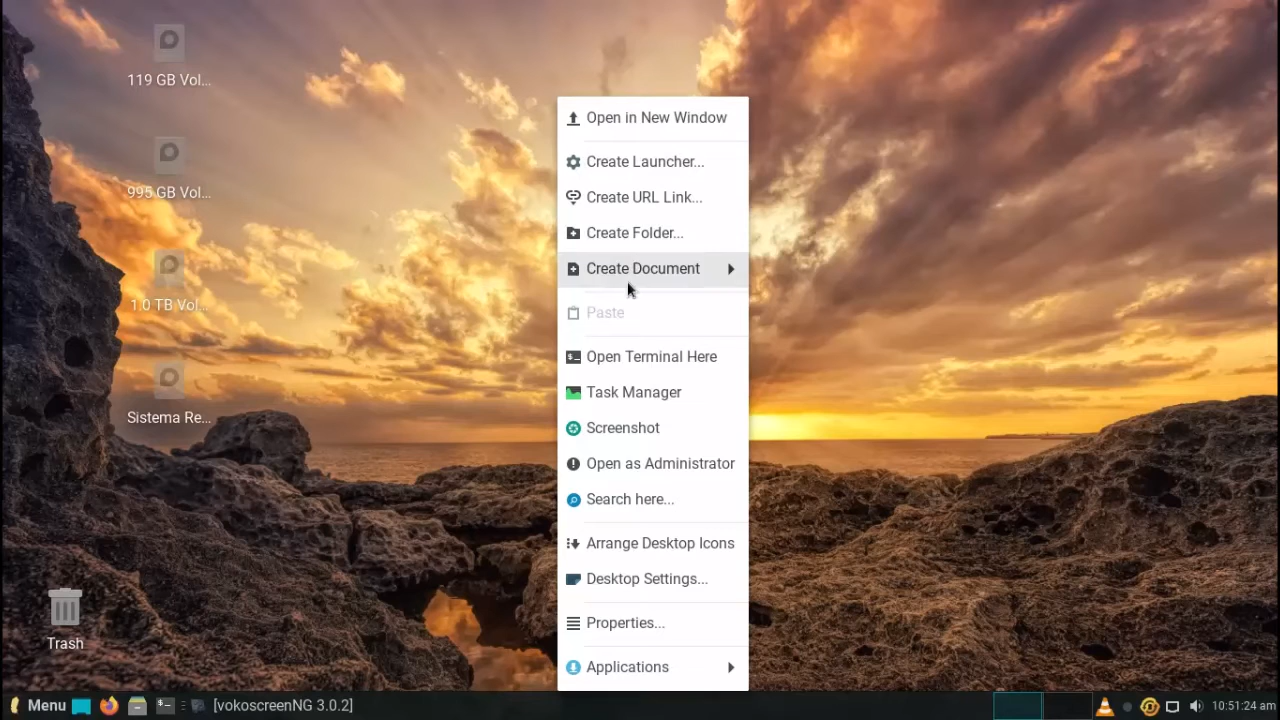 119 GB Vol...
995 GB Vol...
1.0 TB Vol...
Sistema Re...
Trash
Open in New Window
Create Launcher...
Create URL Link...
Create Folder...
Create Document
Paste
Open Terminal Here
Task Manager
Screenshot
Open as Administrator
Search here...
Arrange Desktop Icons
Desktop Settings...
Properties...
Applications
Menu
[vokoscreenNG 3.0.2]
10:51:24 am